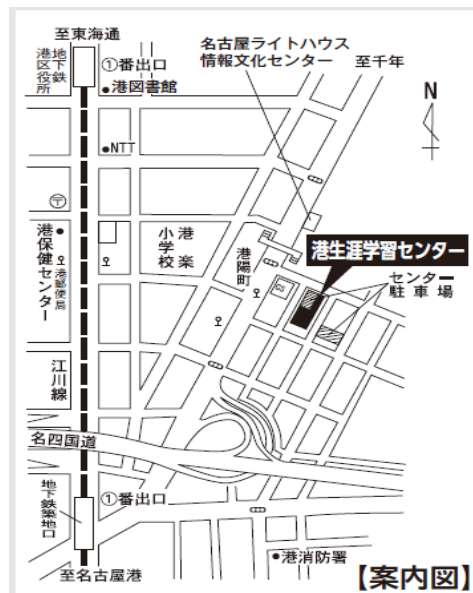 至東海通
地下鉄
港区役所
①番出口
港図書館
名古屋ライトハウス
情報文化センター
至千年
N
NTT
〒
港保健センター
港郵便局
港楽
小学校
港陽町
港生涯学習センター
GS
センター
駐車場
江川線
名四国道
地下鉄築地口
①番出口
至名古屋港
港消防署
【案内図】